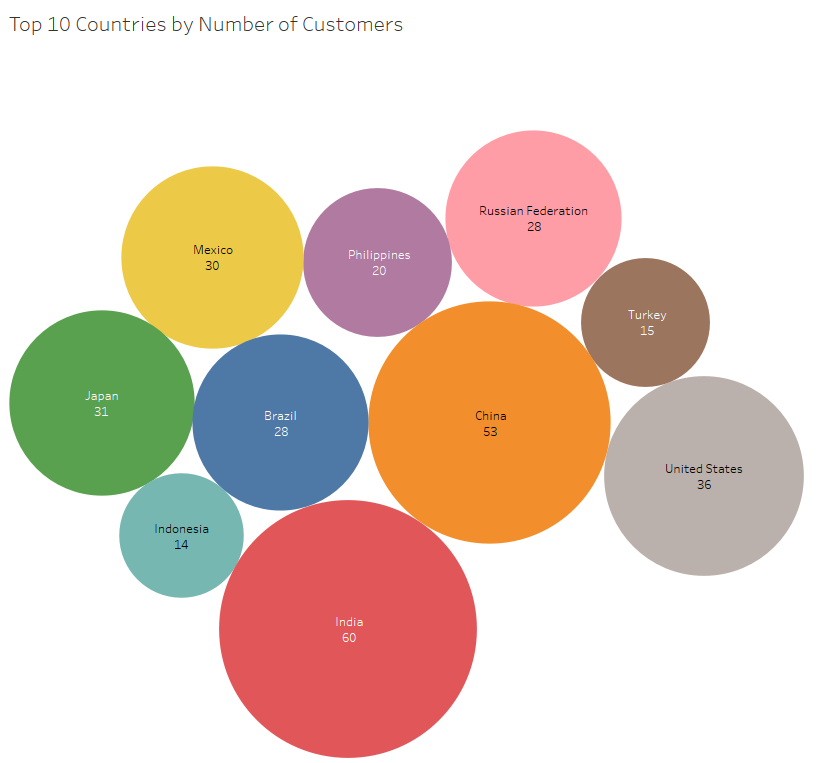 Top 10 Countries by Number of Customers
Russian Federation
28
Mexico
30
Philippines
20
Turkey
15
Japan
31
Brazil
28
China
53
United States
36
Indonesia
14
India
60